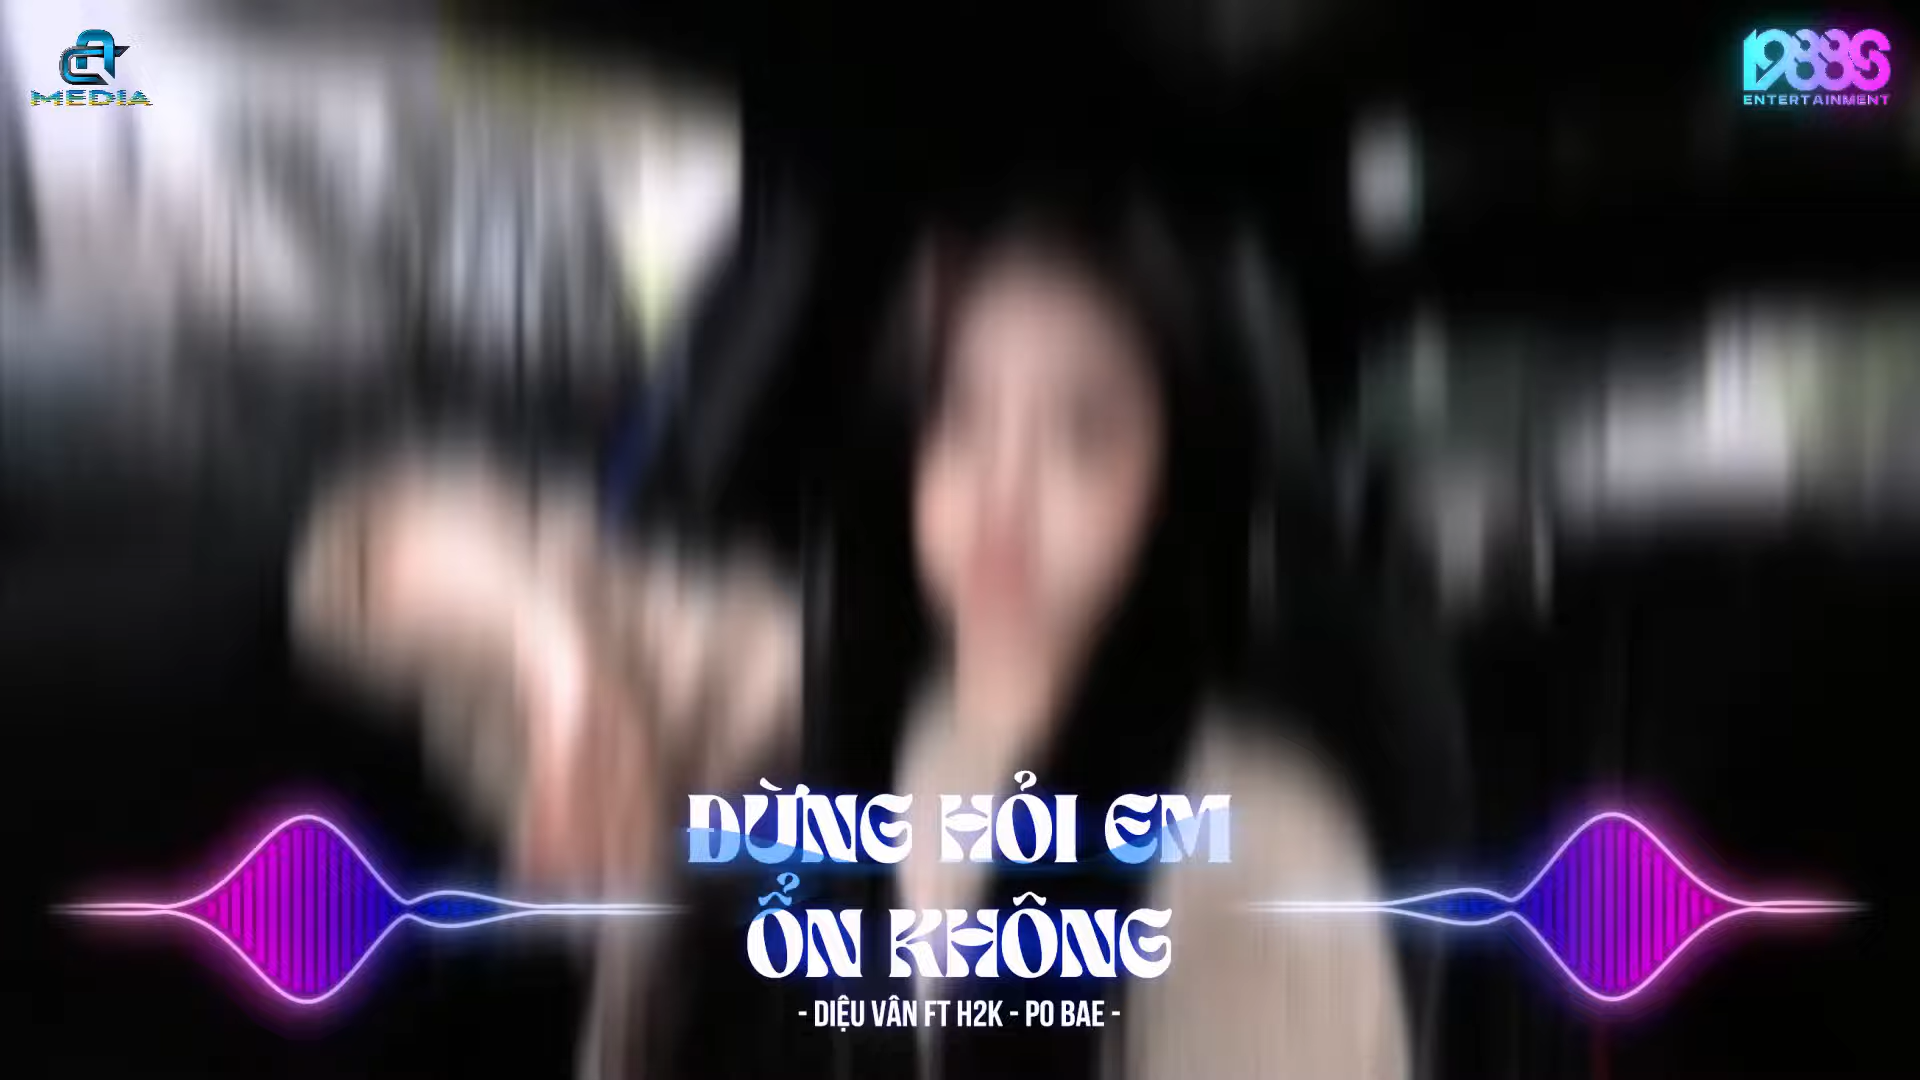 MEDIA
1988S
ENTERTAINMENT
DỪNG HỎI EM
ỔN KHÔNG
- DIỆU VÂN FT H2K - PO BAE -